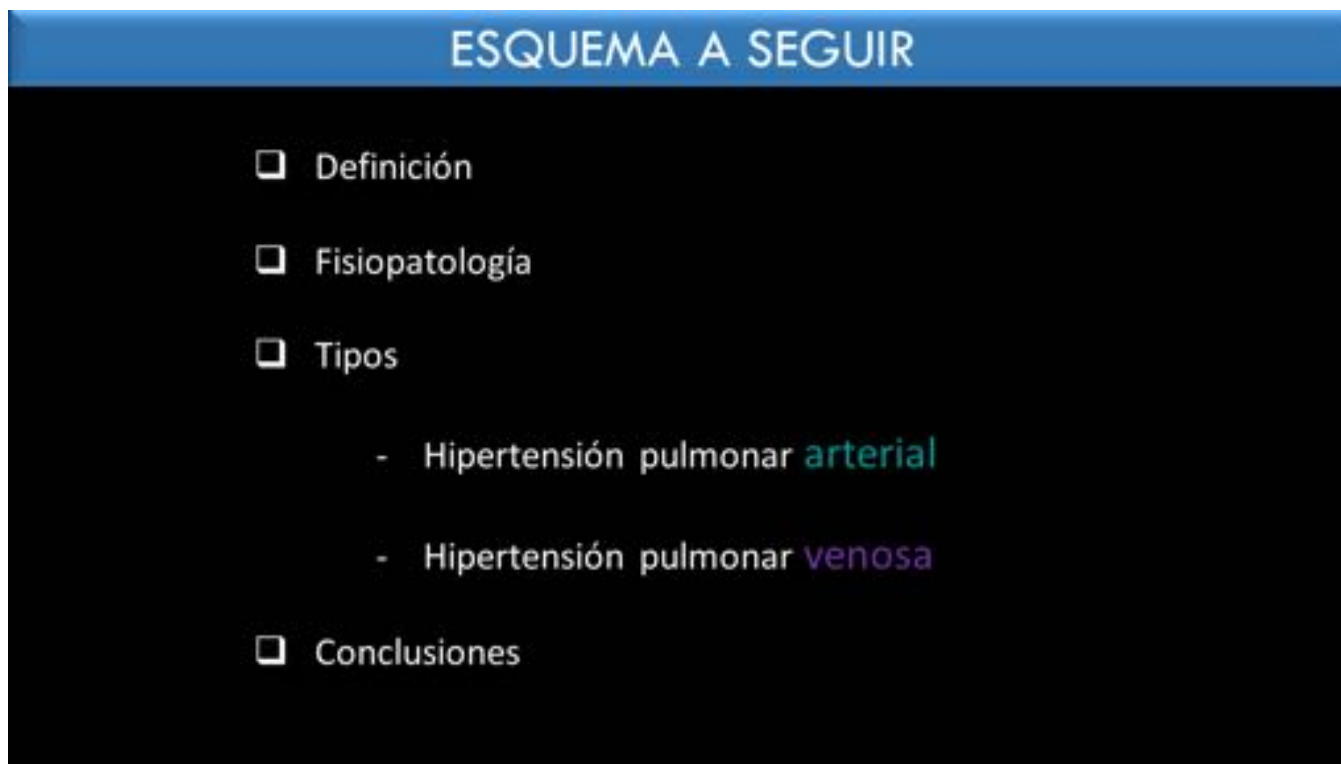 ESQUEMA A SEGUIR
Definición
Fisiopatología
Tipos
- Hipertensión pulmonar arterial
- Hipertensión pulmonar venosa
Conclusiones